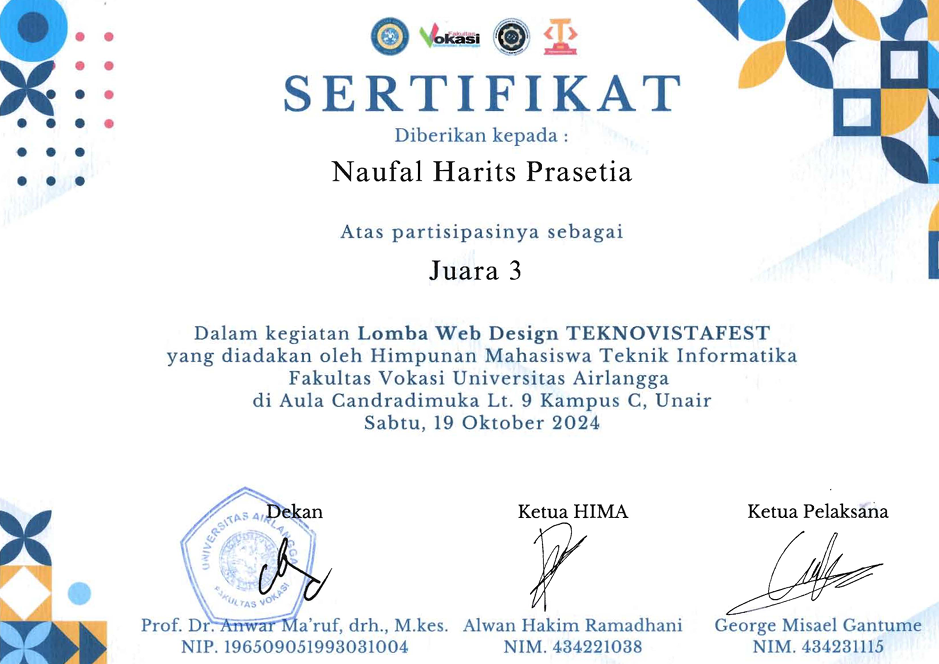 Fakultas
Vokasi
SERTIFIKAT
Diberikan kepada :
Naufal Harits Prasetia
Atas partisipasinya sebagai
Juara 3
Dalam kegiatan Lomba Web Design TEKNOVISTAFEST
yang diadakan oleh Himpunan Mahasiswa Teknik Informatika
Fakultas Vokasi Universitas Airlangga
di Aula Candradimuka Lt. 9 Kampus C, Unair
Sabtu, 19 Oktober 2024
Dekan Ketua HIMA Ketua Pelaksana
UNIVERSITAS AIRLANGGA
FAKULTAS VOKASI
Prof. Dr. Anwar Ma'ruf, drh., M.kes. Alwan Hakim Ramadhani George Misael Gantume
NIP. 196509051993031004 NIM. 434221038 NIM. 434231115